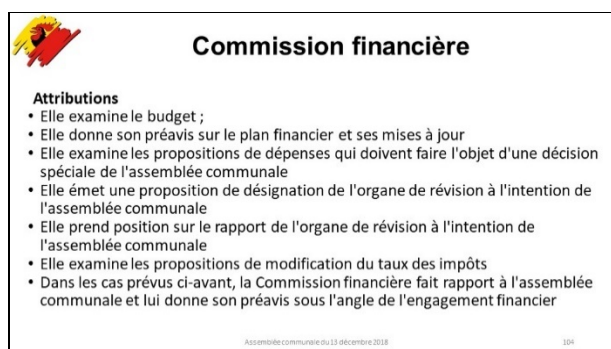 Commission financière
Attributions
• Elle examine le budget ;
• Elle donne son préavis sur le plan financier et ses mises à jour
• Elle examine les propositions de dépenses qui doivent faire l'objet d'une décision
spéciale de l'assemblée communale
• Elle émet une proposition de désignation de l'organe de révision à l'intention de
l'assemblée communale
• Elle prend position sur le rapport de l'organe de révision à l'intention de
l'assemblée communale
• Elle examine les propositions de modification du taux des impôts
• Dans les cas prévus ci-avant, la Commission financière fait rapport à l'assemblée
communale et lui donne son préavis sous l'angle de l'engagement financier
Assemblée communale du 13 décembre 2018
104